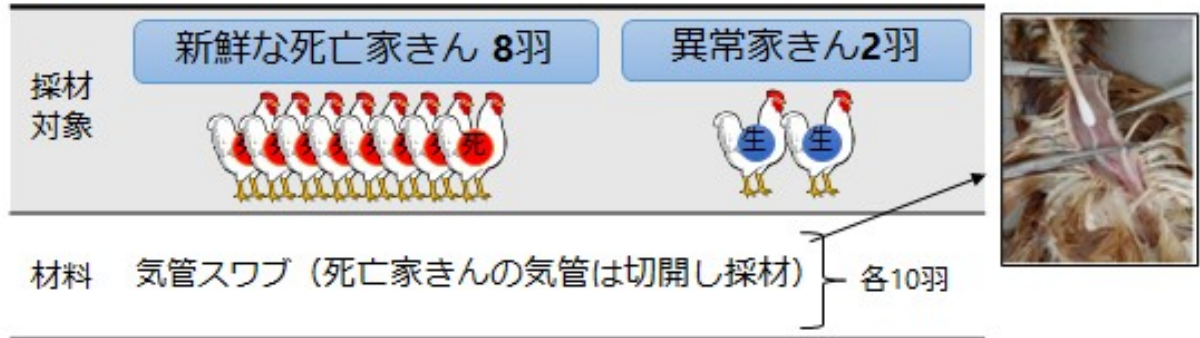 新鮮な死亡家きん 8羽
異常家きん2羽
採材
対象
死
生 生
材料
気管スワブ（死亡家きんの気管は切開し採材）
各10羽